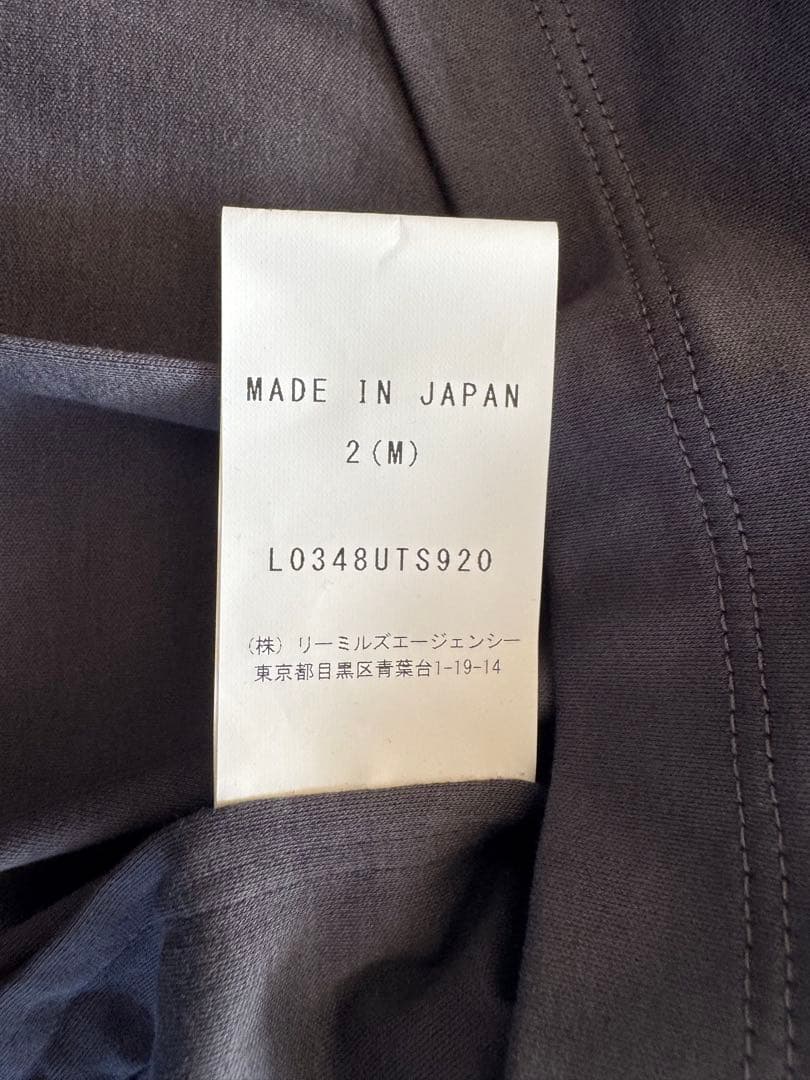 MADE IN JAPAN
2(M)
L0348UTS920
(株) リーミルズエージェンシー
東京都目黒区青葉台1-19-14